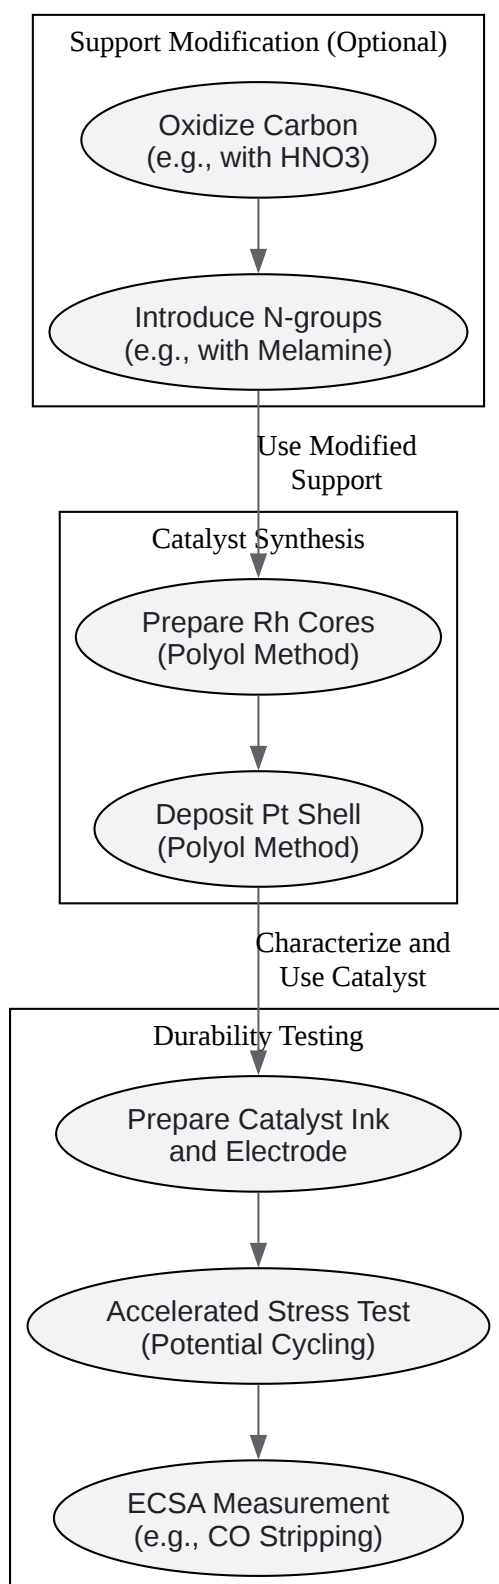 Support Modification (Optional)
Oxidize Carbon
(e.g., with HNO3)
Introduce N-groups
(e.g., with Melamine)
Use Modified
Support
Catalyst Synthesis
Prepare Rh Cores
(Polyol Method)
Deposit Pt Shell
(Polyol Method)
Characterize and
Use Catalyst
Durability Testing
Prepare Catalyst Ink
and Electrode
Accelerated Stress Test
(Potential Cycling)
ECSA Measurement
(e.g., CO Stripping)